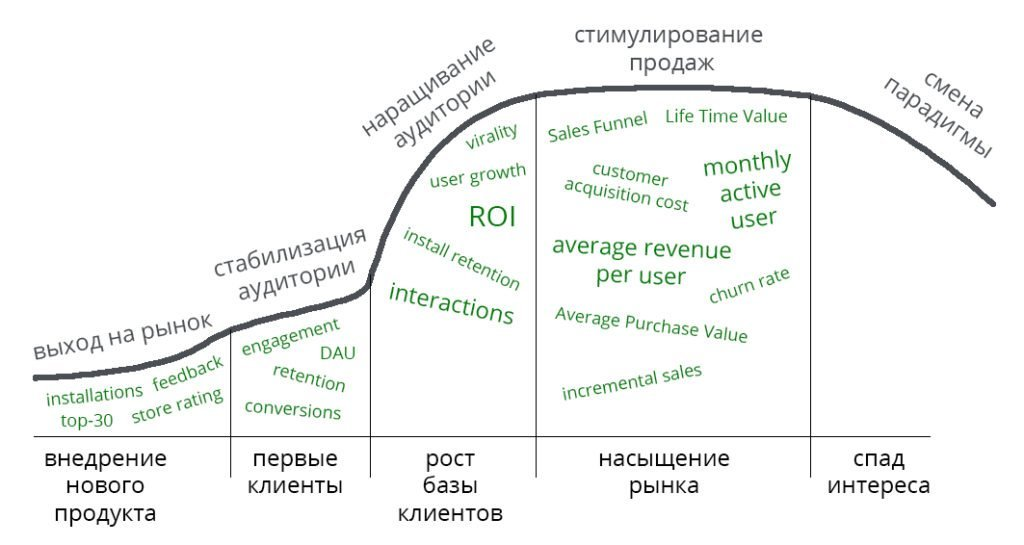 выход на рынок
стабилизация
аудитории
наращивание
аудитории
стимулирование
продаж
смена
парадигмы
installations
feedback
top-30
store rating
engagement
DAU
retention
conversions
virality
user growth
ROI
install retention
interactions
Sales Funnel
Life Time Value
customer
acquisition cost
monthly
active
user
average revenue
per user
churn rate
Average Purchase Value
incremental sales
внедрение
нового
продукта
первые
клиенты
рост
базы
клиентов
насыщение
рынка
спад
интереса